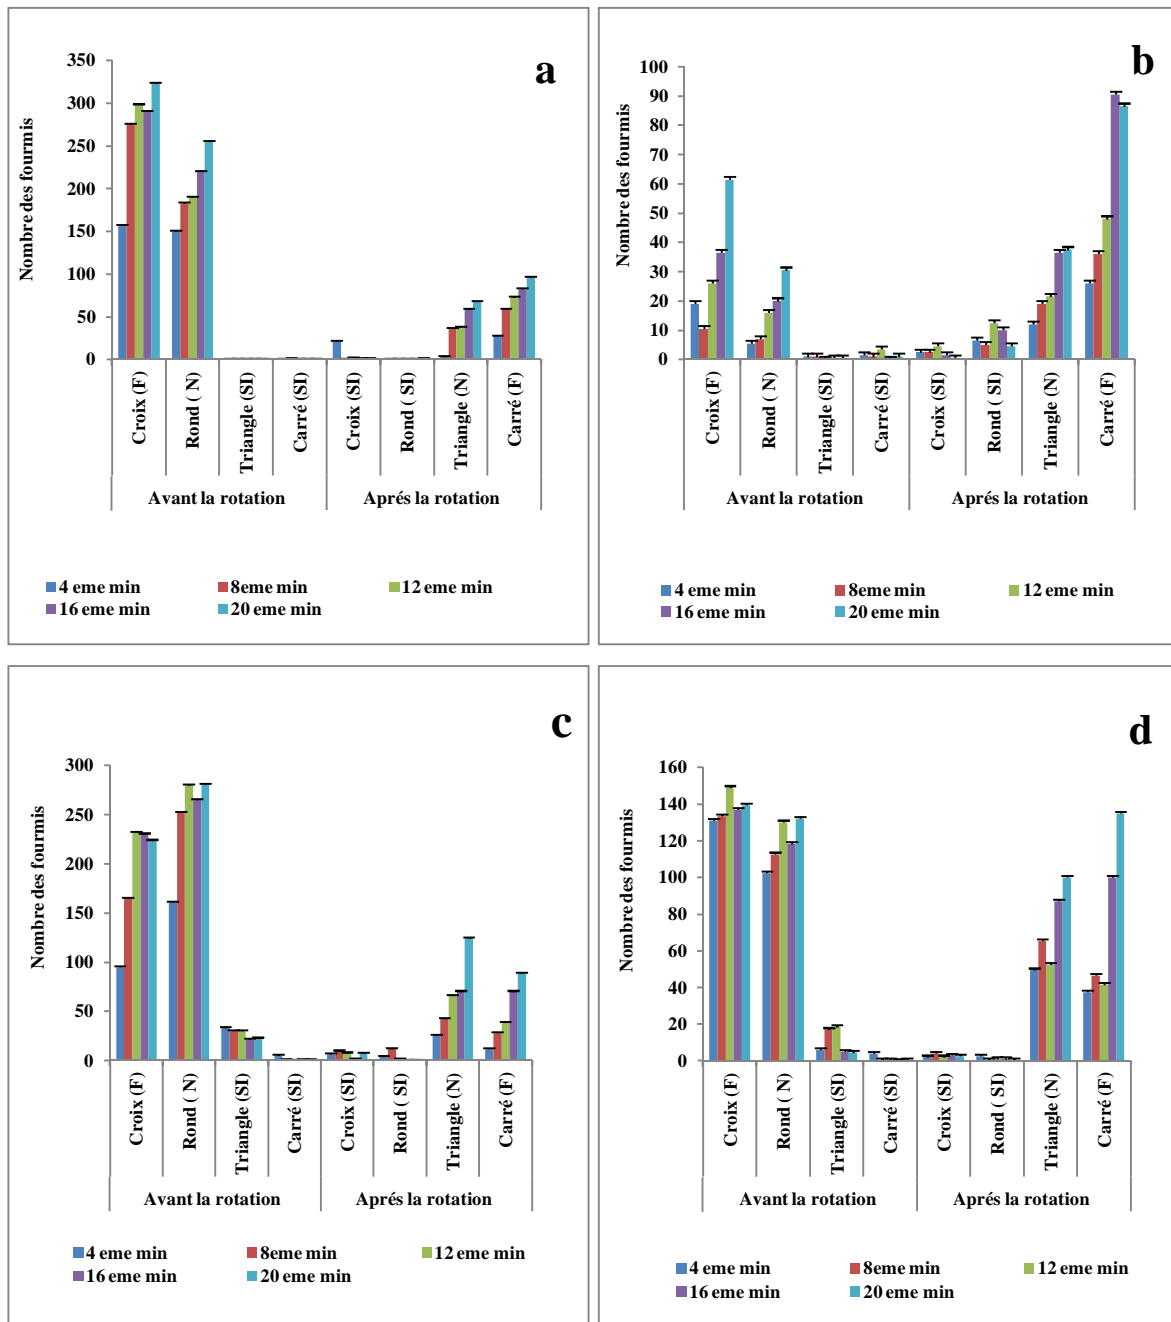 a
350
300
250
200
150
100
50
0
Nombre des fourmis
Croix (F)
Rond ( N)
Triangle (SI)
Carré (SI)
Croix (SI)
Rond ( SI)
Triangle (N)
Carré (F)
Avant la rotation
Aprés la rotation
4 eme min
8eme min
12 eme min
16 eme min
20 eme min
b
100
90
80
70
60
50
40
30
20
10
0
Nombre des fourmis
Croix (F)
Rond ( N)
Triangle (SI)
Carré (SI)
Croix (SI)
Rond ( SI)
Triangle (N)
Carré (F)
Avant la rotation
Aprés la rotation
4 eme min
8eme min
12 eme min
16 eme min
20 eme min
c
300
250
200
150
100
50
0
Nombre des fourmis
Croix (F)
Rond ( N)
Triangle (SI)
Carré (SI)
Croix (SI)
Rond ( SI)
Triangle (N)
Carré (F)
Avant la rotation
Aprés la rotation
4 eme min
8eme min
12 eme min
16 eme min
20 eme min
d
160
140
120
100
80
60
40
20
0
Nombre des fourmis
Croix (F)
Rond ( N)
Triangle (SI)
Carré (SI)
Croix (SI)
Rond ( SI)
Triangle (N)
Carré (F)
Avant la rotation
Aprés la rotation
4 eme min
8eme min
12 eme min
16 eme min
20 eme min